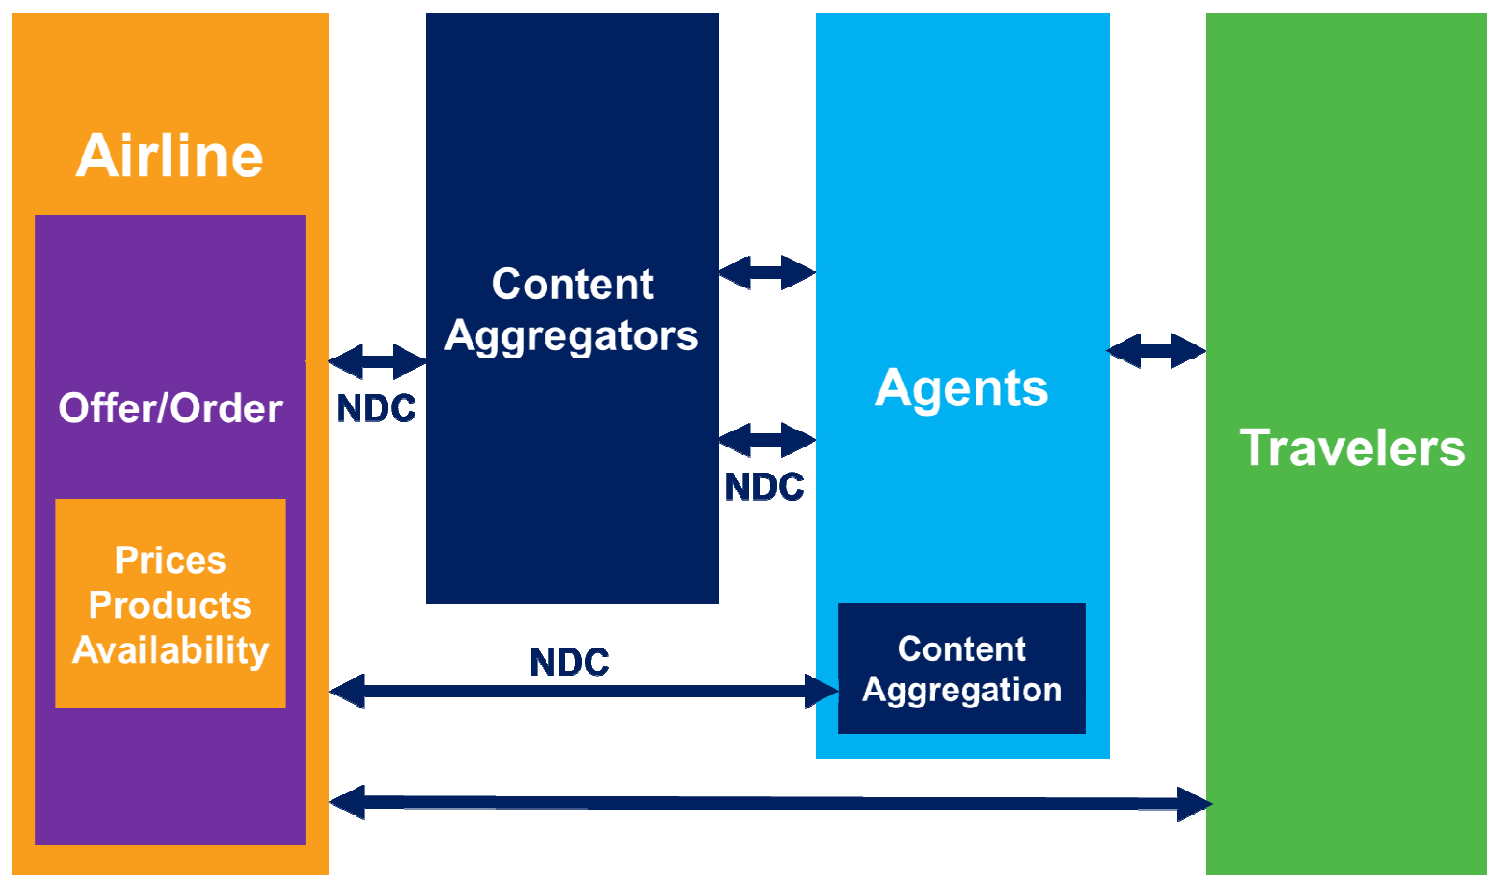 Airline
Offer/Order
Prices
Products
Availability
NDC
Content
Aggregators
NDC
NDC
Agents
Content
Aggregation
Travelers